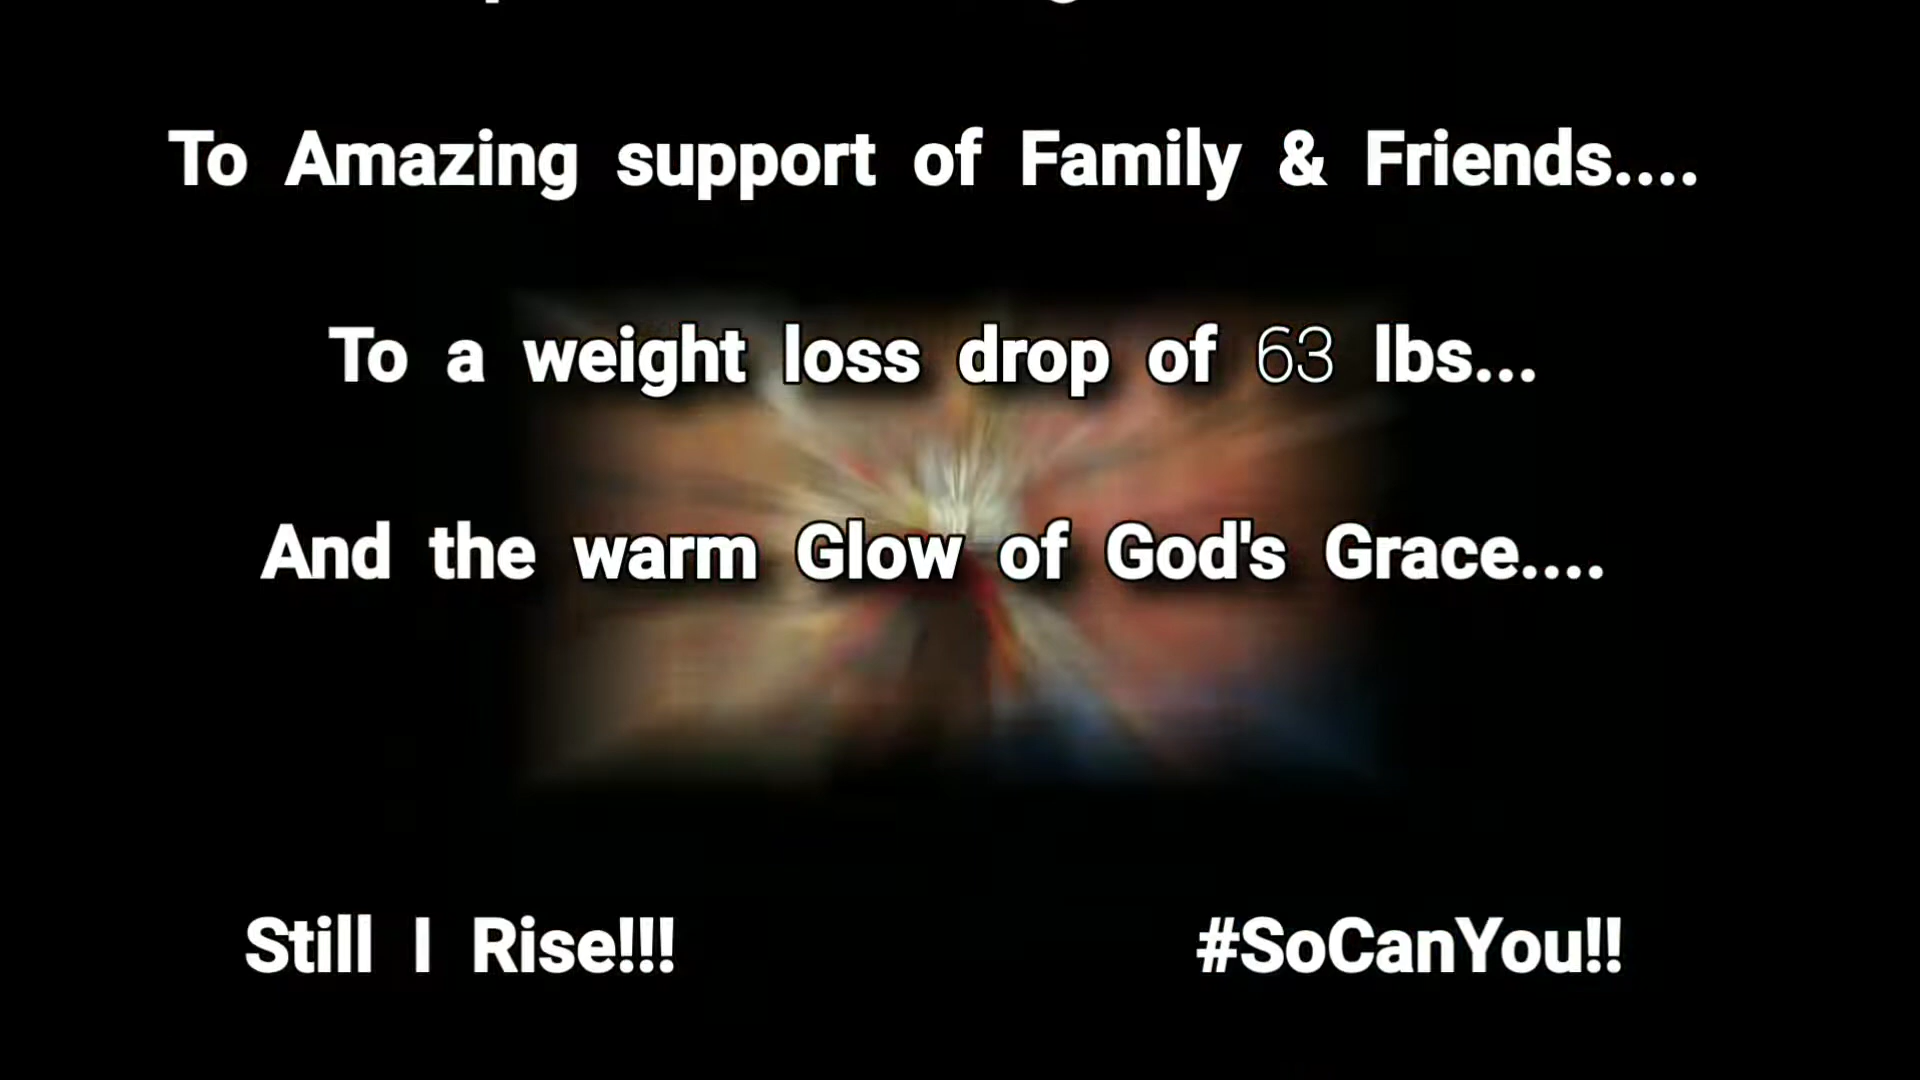 To Amazing support of Family & Friends....
To a weight loss drop of 63 lbs...
And the warm Glow of God's Grace....
Still I Rise!!! #SoCanYou!!